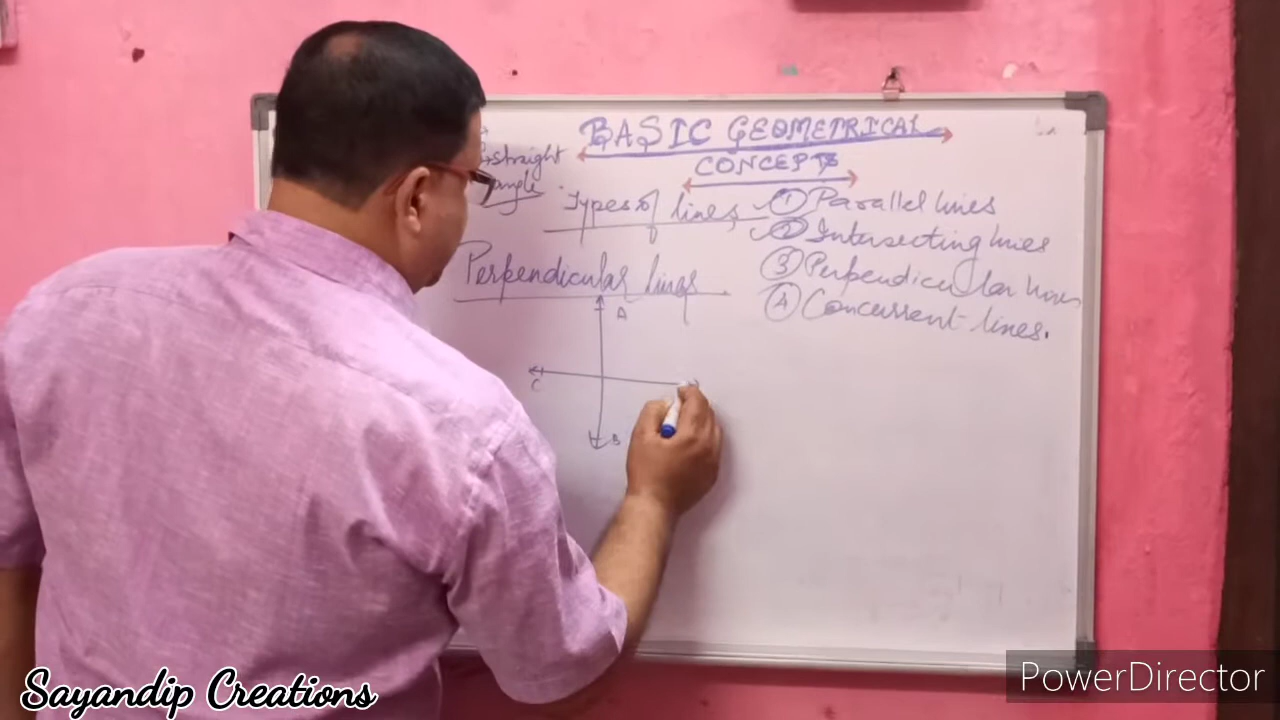 BASIC GEOMETRICAL
CONCEPTS
straight
angle
Types of lines
① Parallel lines
② Intersecting lines
③ Perpendicular lines
④ Concurrent lines.
Perpendicular lines
A
C
B
Sayandip Creations
PowerDirector